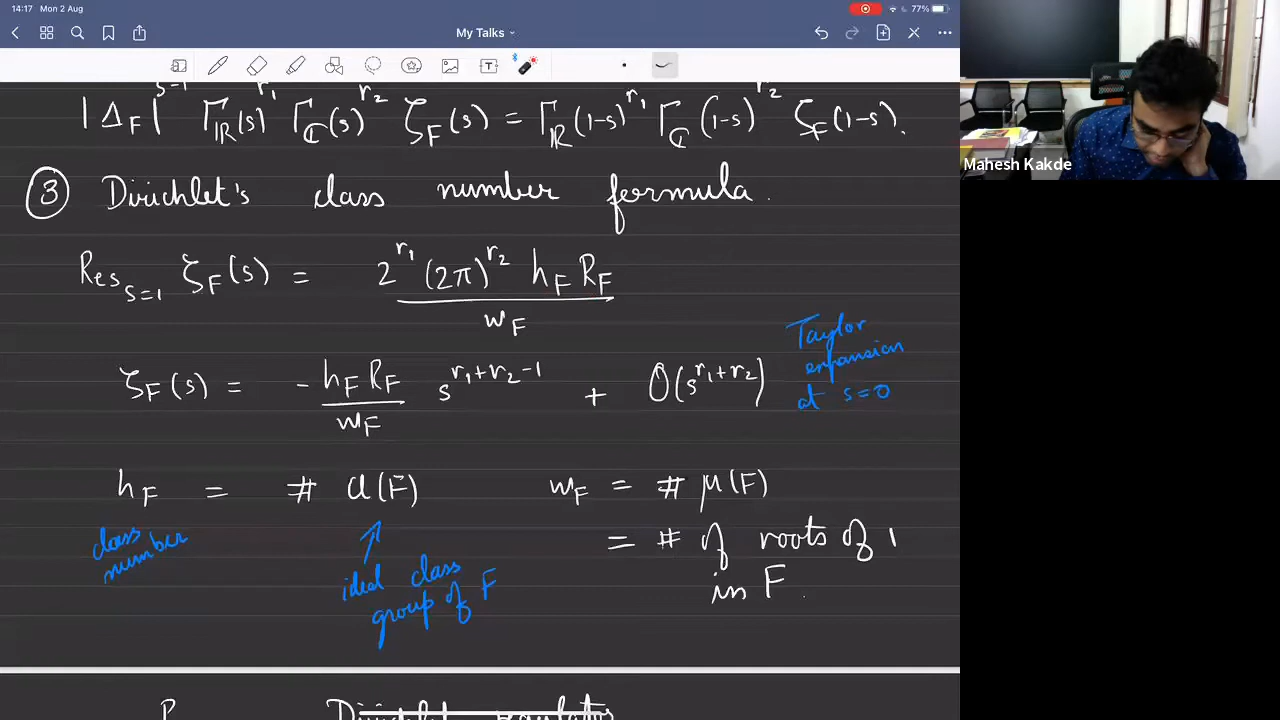 14:17 Mon 2 Aug
77%
My Talks
|Δ_F|^{s-1} Γ_ℝ(s)^{r_1} Γ_ℂ(s)^{r_2} ζ_F(s) = Γ_ℝ(1-s)^{r_1} Γ_ℂ(1-s)^{r_2} ζ_F(1-s).
Mahesh Kakde
③ Dirichlet's class number formula.
Res_{s=1} ζ_F(s) = 2^{r_1} (2π)^{r_2} h_F R_F / w_F
ζ_F(s) = - h_F R_F / w_F s^{r_1+r_2-1} + O(s^{r_1+r_2})
Taylor
expansion
at s=0
h_F = # Cl(F)
w_F = # μ(F)
class
number
= # of roots of 1
in F.
ideal class
group of F
R
Dirichlet regulator